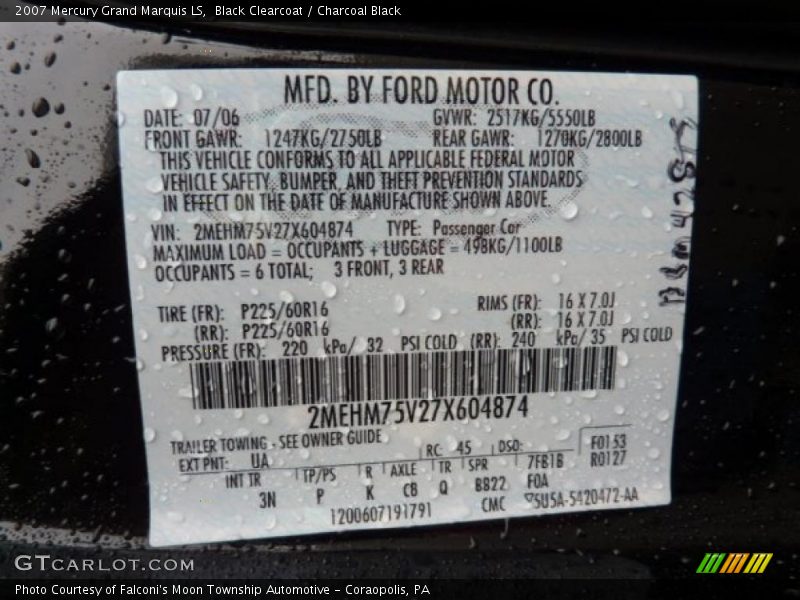 2007 Mercury Grand Marquis LS, Black Clearcoat / Charcoal Black
MFD. BY FORD MOTOR CO.
DATE: 07/06 GVWR: 2517KG/5550LB
FRONT GAWR: 1247KG/2750LB REAR GAWR: 1270KG/2800LB
THIS VEHICLE CONFORMS TO ALL APPLICABLE FEDERAL MOTOR
VEHICLE SAFETY, BUMPER, AND THEFT PREVENTION STANDARDS
IN EFFECT ON THE DATE OF MANUFACTURE SHOWN ABOVE.
VIN: 2MEHM75V27X604874 TYPE: Passenger Car
MAXIMUM LOAD = OCCUPANTS + LUGGAGE = 498KG/1100LB
OCCUPANTS = 6 TOTAL; 3 FRONT, 3 REAR
TIRE (FR): P225/60R16 RIMS (FR): 16 X 7.0J
(RR): P225/60R16 (RR): 16 X 7.0J
PRESSURE (FR): 220 kPa/ 32 PSI COLD (RR): 240 kPa/ 35 PSI COLD
2MEHM75V27X604874
TRAILER TOWING - SEE OWNER GUIDE
EXT PNT: UA RC: 45 DSO: F0153
INT TR TP/PS R AXLE TR SPR 7FB1B R0127
3N P K CB Q B822 F0A
1200607191791 CMC 5U5A-5420472-AA
GTCARLOT.COM
Photo Courtesy of Falconi's Moon Township Automotive - Coraopolis, PA